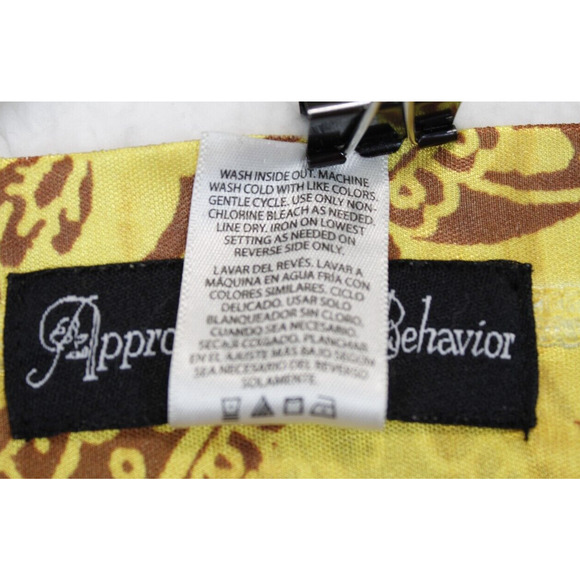 WASH INSIDE OUT. MACHINE
WASH COLD WITH LIKE COLORS.
GENTLE CYCLE. USE ONLY NON-
CHLORINE BLEACH AS NEEDED.
LINE DRY. IRON ON LOWEST
SETTING AS NEEDED ON
REVERSE SIDE ONLY.
LAVAR DEL REVÉS. LAVAR A
MÁQUINA EN AGUA FRÍA CON
COLORES SIMILARES. CICLO
DELICADO. USAR SOLO
BLANQUEADOR SIN CLORO.
CUANDO SEA NECESARIO.
SECAR COLGADO. PLANCHAR
EN EL AJUSTE MAS BAJO SEGÚN
SEA NECESARIO DEL REVERSO
SOLAMENTE.
Appro Behavior